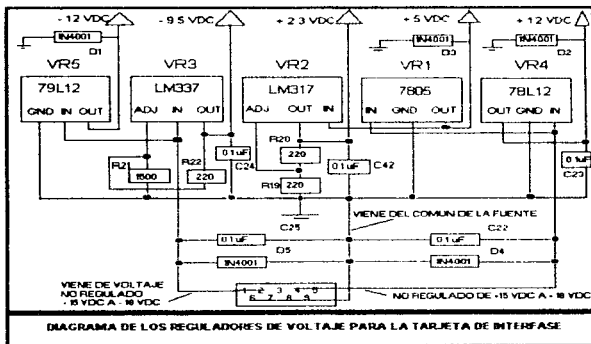 - 12 VDC
- 9.5 VDC
+ 2.3 VDC
+ 5 VDC
+ 12 VDC
1N4001
D1
1N4001
D3
1N4001
D2
VR5
VR3
VR2
VR1
VR4
79L12
LM337
LM317
7805
78L12
GND IN OUT
ADJ IN OUT
ADJ OUT IN
IN GND OUT
IN GND OUT
R21
1500
R22
220
0.1uF
C24
R20
220
R19
220
0.1uF
C42
0.1uF
C23
VIENE DEL COMUN DE LA FUENTE
C25
0.1uF
D5
1N4001
C22
0.1uF
D4
1N4001
VIENE DE VOLTAJE
NO REGULADO
- 15 VDC A - 18 VDC
1 2 3 4 5
6 7 8 9
NO REGULADO DE -15 VDC A - 18 VDC
DIAGRAMA DE LOS REGULADORES DE VOLTAJE PARA LA TARJETA DE INTERFASE